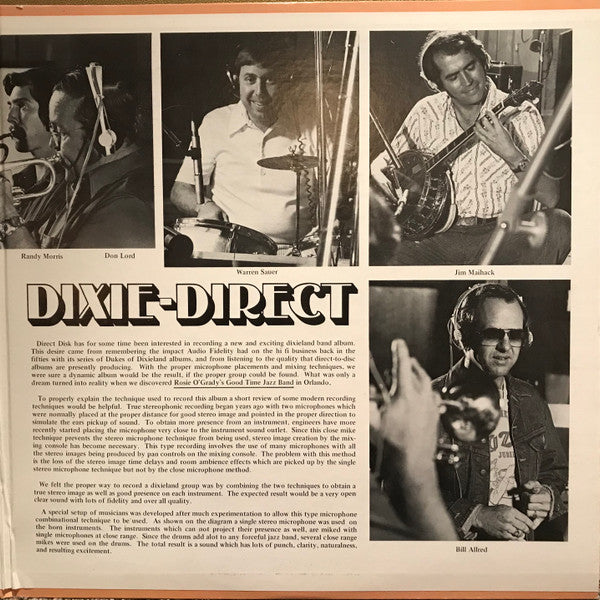 Randy Morris Don Lord
Warren Sauer
Jim Maihack
DIXIE-DIRECT
Direct Disk has for some time been interested in recording a new and exciting dixieland band album.
This desire came from remembering the impact Audio Fidelity had on the hi fi business back in the
fifties with its series of Dukes of Dixieland albums, and from listening to the quality that direct-to-disc
albums are presently producing. With the proper microphone placements and mixing techniques, we
were sure a dynamic album would be the result, if the proper group could be found. What was only a
dream turned into reality when we discovered Rosie O'Grady's Good Time Jazz Band in Orlando.
To properly explain the technique used to record this album a short review of some modern recording
techniques would be helpful. True stereophonic recording began years ago with two microphones which
were normally placed at the proper distance for good stereo image and pointed in the proper direction to
simulate the ears pickup of sound. To obtain more presence from an instrument, engineers have more
recently started placing the microphone very close to the instrument sound outlet. Since this close mike
technique prevents the stereo microphone technique from being used, stereo image creation by the mix-
ing console has become necessary. This type recording involves the use of many microphones with all
the stereo images being produced by pan controls on the mixing console. The problem with this method
is the loss of the stereo image time delays and room ambience effects which are picked up by the single
stereo microphone technique but not by the close microphone method.
We felt the proper way to record a dixieland group was by combining the two techniques to obtain a
true stereo image as well as good presence on each instrument. The expected result would be a very open
clear sound with lots of fidelity and over all quality.
A special setup of musicians was developed after much experimentation to allow this type microphone
combinational technique to be used. As shown on the diagram a single stereo microphone was used on
the horn instruments. The instruments which can not project their presence as well, are miked with
single microphones at close range. Since the drums add alot to any forceful jazz band, several close range
mikes were used on the drums. The total result is a sound which has lots of punch, clarity, naturalness,
and resulting excitement.
Bill Allred